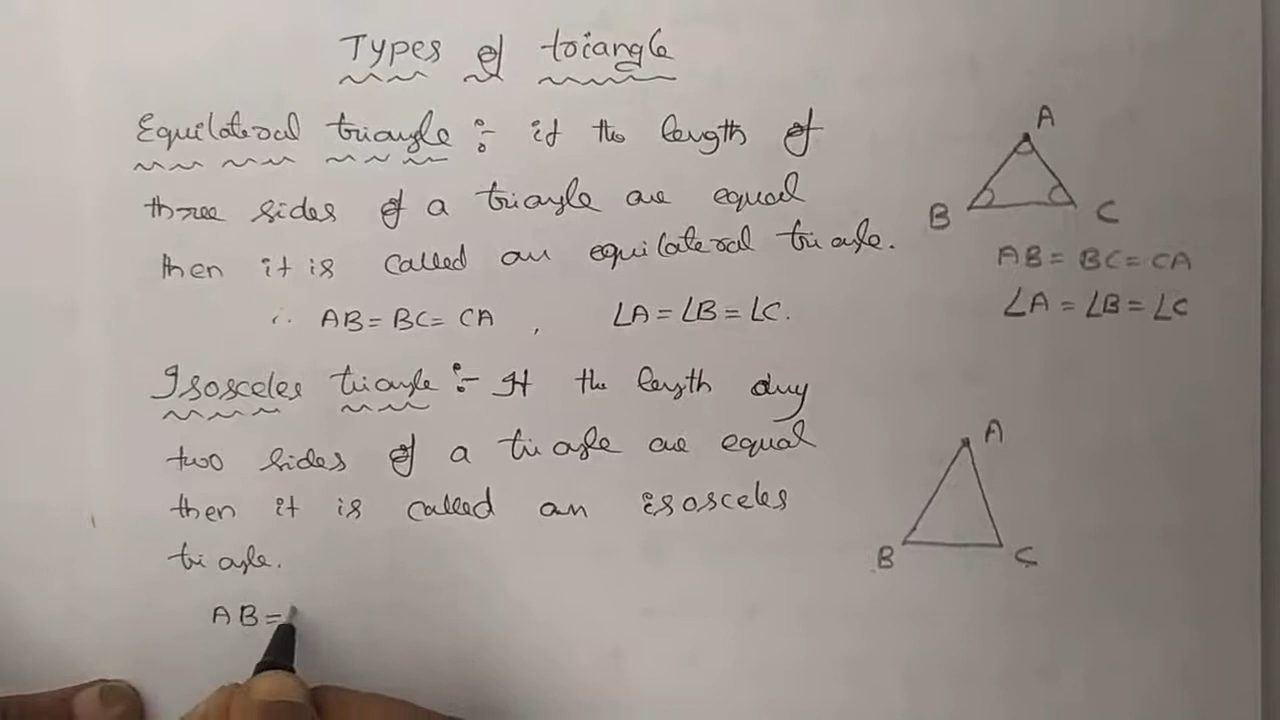 Types of triangle
Equilateral triangle :- if the length of
three sides of a triangle are equal
then it is called an equilateral triangle.
∴ AB = BC = CA , ∠A = ∠B = ∠C.
A
B
C
AB = BC = CA
∠A = ∠B = ∠C
Isosceles triangle :- If the length any
two sides of a triangle are equal
then it is called an isosceles
triangle.
AB =
A
B
C